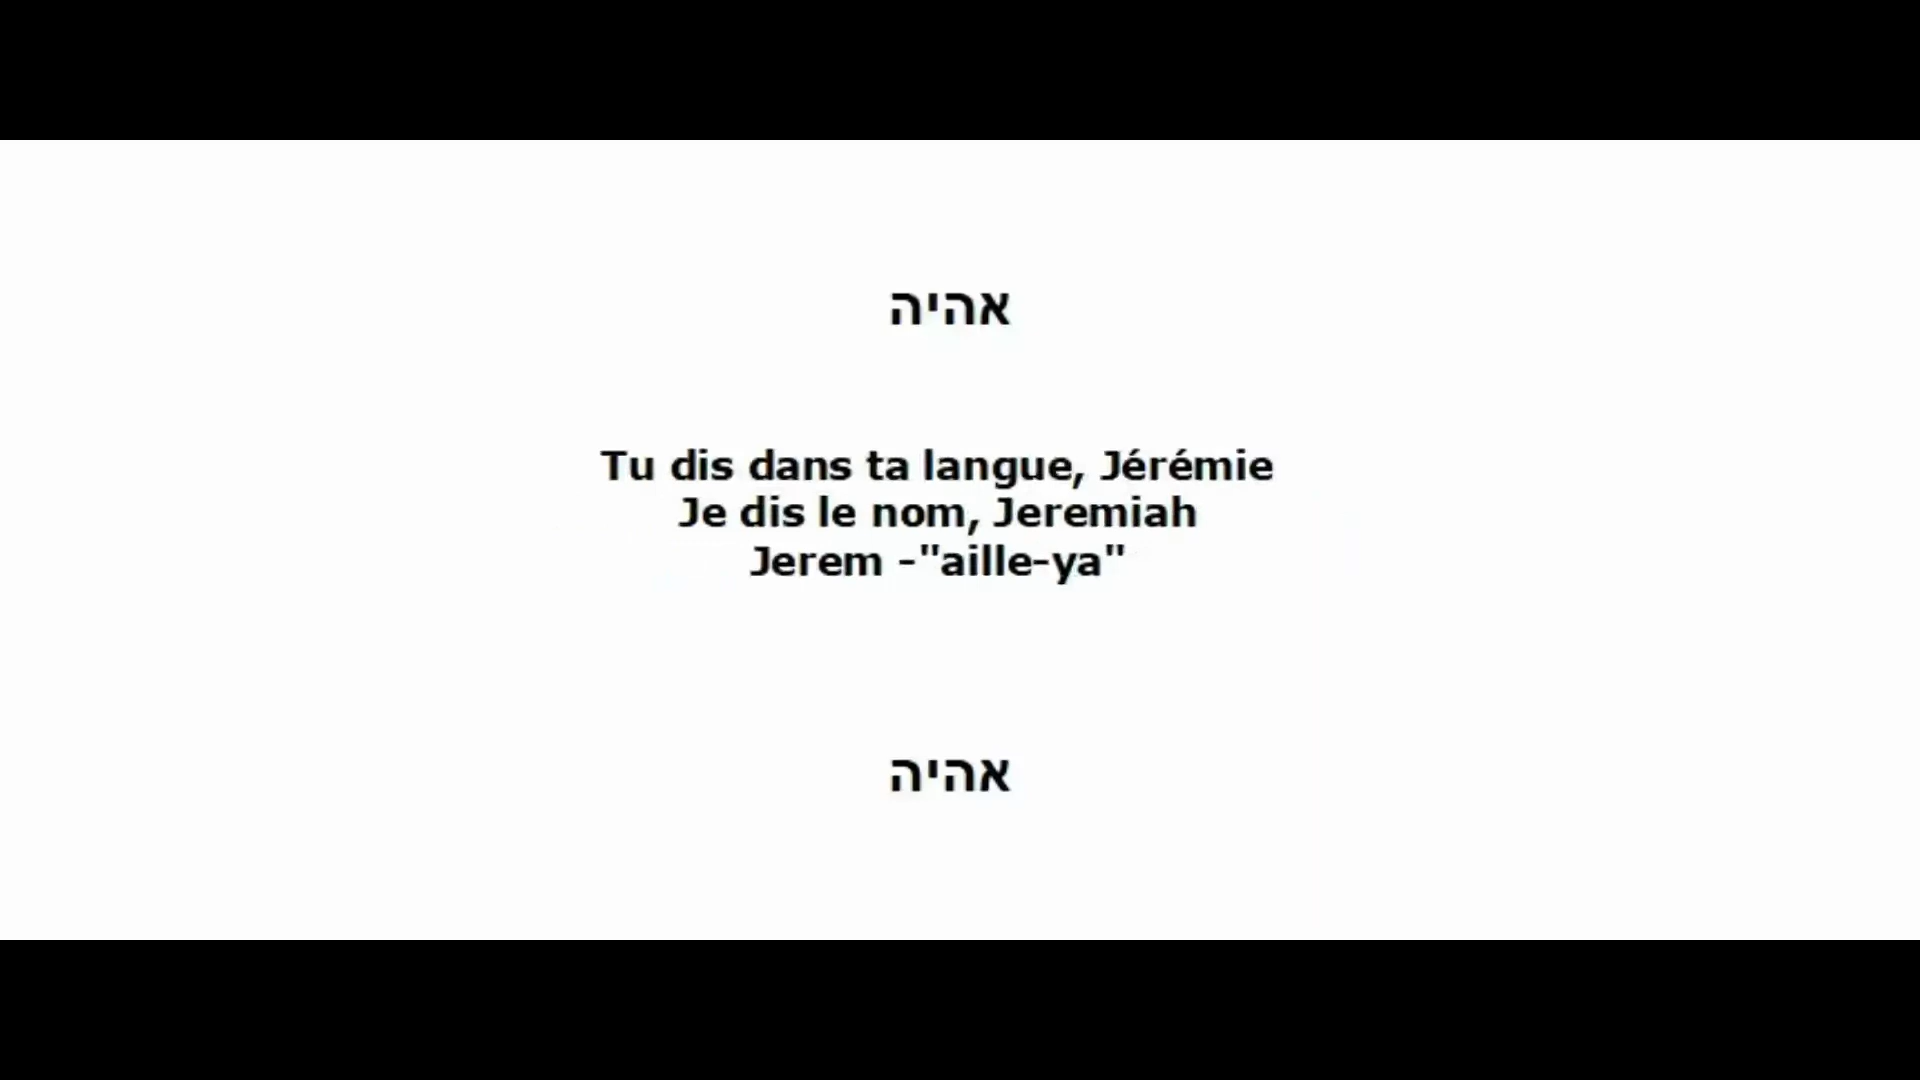 אהיה
Tu dis dans ta langue, Jérémie
Je dis le nom, Jeremiah
Jerem -"aille-ya"
אהיה